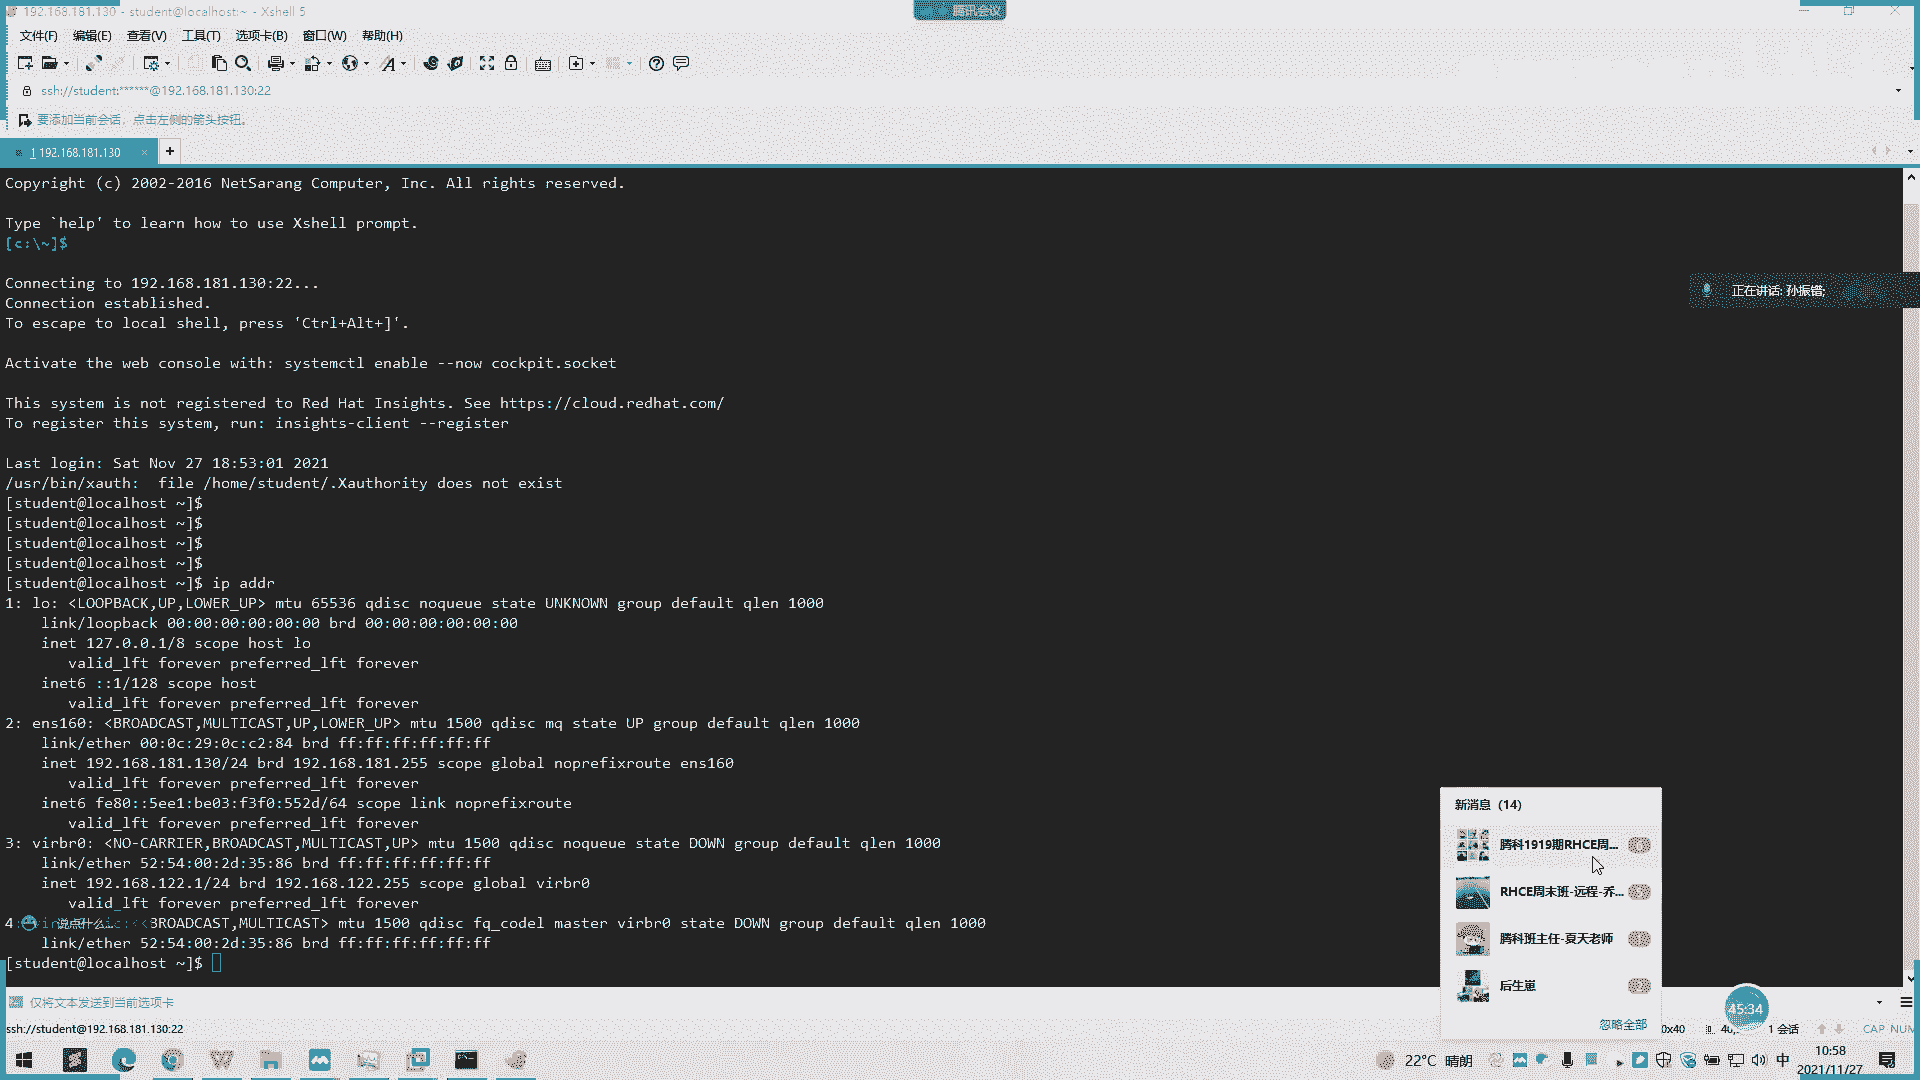 192.168.181.130 - student@localhost:~ - Xshell 5
腾讯会议
文件(F) 编辑(E) 查看(V) 工具(T) 选项卡(B) 窗口(W) 帮助(H)
ssh://student:******@192.168.181.130:22
要添加当前会话，点击左侧的箭头按钮。
1 192.168.181.130
Copyright (c) 2002-2016 NetSarang Computer, Inc. All rights reserved.
Type `help' to learn how to use Xshell prompt.
[c:\~]$
Connecting to 192.168.181.130:22...
Connection established.
To escape to local shell, press 'Ctrl+Alt+]'.
正在讲话: 孙振锴;
Activate the web console with: systemctl enable --now cockpit.socket
This system is not registered to Red Hat Insights. See https://cloud.redhat.com/
To register this system, run: insights-client --register
Last login: Sat Nov 27 18:53:01 2021
/usr/bin/xauth:  file /home/student/.Xauthority does not exist
[student@localhost ~]$
[student@localhost ~]$
[student@localhost ~]$
[student@localhost ~]$
[student@localhost ~]$ ip addr
1: lo: <LOOPBACK,UP,LOWER_UP> mtu 65536 qdisc noqueue state UNKNOWN group default qlen 1000
link/loopback 00:00:00:00:00:00 brd 00:00:00:00:00:00
inet 127.0.0.1/8 scope host lo
valid_lft forever preferred_lft forever
inet6 ::1/128 scope host
valid_lft forever preferred_lft forever
2: ens160: <BROADCAST,MULTICAST,UP,LOWER_UP> mtu 1500 qdisc mq state UP group default qlen 1000
link/ether 00:0c:29:0c:c2:84 brd ff:ff:ff:ff:ff:ff
inet 192.168.181.130/24 brd 192.168.181.255 scope global noprefixroute ens160
valid_lft forever preferred_lft forever
inet6 fe80::5ee1:be03:f3f0:552d/64 scope link noprefixroute
valid_lft forever preferred_lft forever
3: virbr0: <NO-CARRIER,BROADCAST,MULTICAST,UP> mtu 1500 qdisc noqueue state DOWN group default qlen 1000
link/ether 52:54:00:2d:35:86 brd ff:ff:ff:ff:ff:ff
inet 192.168.122.1/24 brd 192.168.122.255 scope global virbr0
valid_lft forever preferred_lft forever
4: <BROADCAST,MULTICAST> mtu 1500 qdisc fq_codel master virbr0 state DOWN group default qlen 1000
说点什么...
link/ether 52:54:00:2d:35:86 brd ff:ff:ff:ff:ff:ff
[student@localhost ~]$
新消息 (14)
腾科1919期RHCE周...
RHCE周末班-远程-乔...
腾科班主任-夏天老师
后生崽
忽略全部
仅将文本发送到当前选项卡
45:34
ssh://student@192.168.181.130:22
0x40
40,
1 会话
CAP NUM
22°C 晴朗
中
10:58
2021/11/27